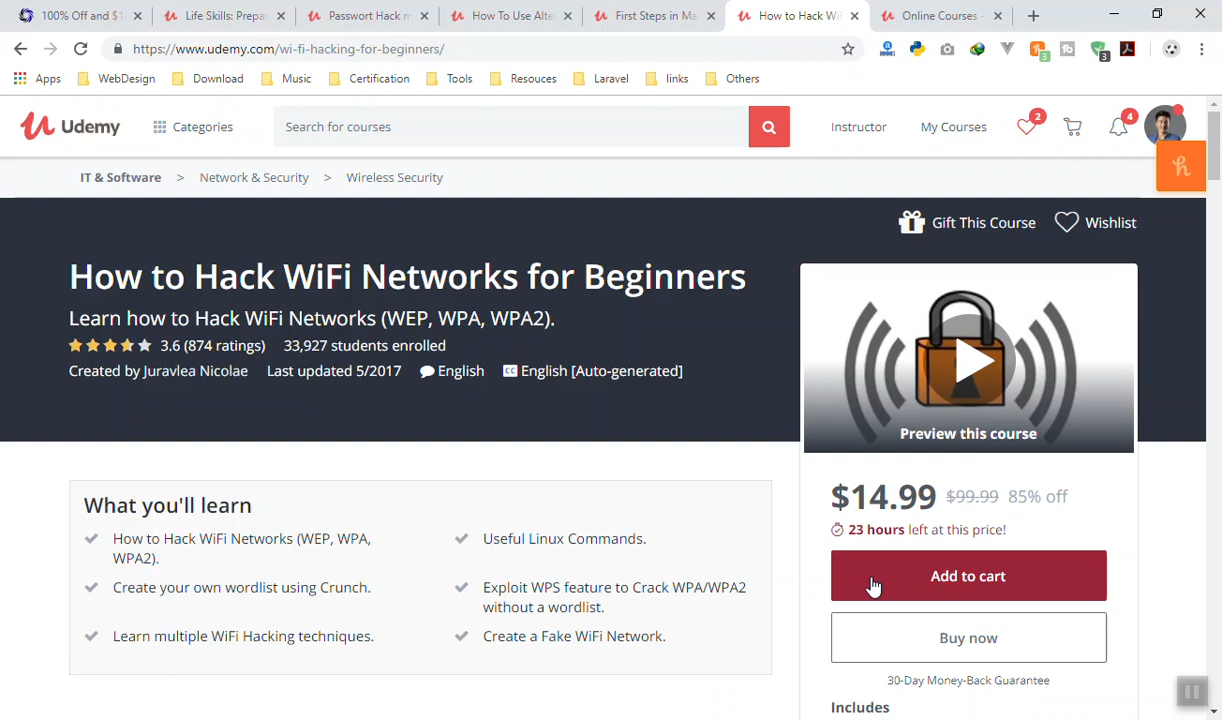 100% Off and $1
Life Skills: Prepa
Passwort Hack m
How To Use Alte
First Steps in Ma
How to Hack Wif
Online Courses -
https://www.udemy.com/wi-fi-hacking-for-beginners/
3
3
Apps
WebDesign
Download
Music
Certification
Tools
Resouces
Laravel
links
Others
Udemy
Categories
Search for courses
Instructor
My Courses
2
4
h
IT & Software > Network & Security > Wireless Security
Gift This Course
Wishlist
How to Hack WiFi Networks for Beginners
Learn how to Hack WiFi Networks (WEP, WPA, WPA2).
3.6 (874 ratings) 33,927 students enrolled
Created by Juravlea Nicolae Last updated 5/2017 English CC English [Auto-generated]
Preview this course
What you'll learn
How to Hack WiFi Networks (WEP, WPA,
WPA2).
Create your own wordlist using Crunch.
Learn multiple WiFi Hacking techniques.
Useful Linux Commands.
Exploit WPS feature to Crack WPA/WPA2
without a wordlist.
Create a Fake WiFi Network.
$14.99 $99.99 85% off
23 hours left at this price!
Add to cart
Buy now
30-Day Money-Back Guarantee
Includes